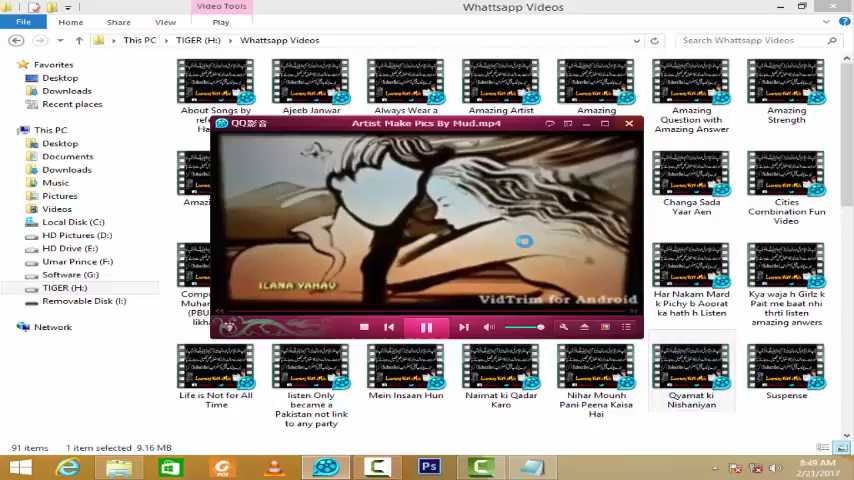 Video Tools
Whattsapp Videos
File
Home
Share
View
Play
This PC
TIGER (H:)
Whattsapp Videos
Search Whattsapp Videos
Favorites
Desktop
Downloads
Recent places
This PC
Desktop
Documents
Downloads
Music
Pictures
Videos
Local Disk (C:)
HD Pictures (D:)
HD Drive (E:)
Umar Prince (F:)
Software (G:)
TIGER (H:)
Removable Disk (I:)
Network
About Songs by
Ajeeb Janwar
Always Wear a
Amazing Artist
Amazing
Amazing
Question with
Amazing Answer
Amazing
Strength
QQ影音
Artist Make Pics By Mud.mp4
ILANA YAHAV
VidTrim for Android
Changa Sada
Yaar Aen
Cities
Combination Fun
Video
Muham
(PBU
likh
Har Nakam Mard
k Pichy b Aoorat
ka hath h Listen
Kya waja h Girlz k
Pait me baat nhi
thrti listen
amazing anwers
Life is Not for All
Time
listen Only
became a
Pakistan not link
to any party
Mein Insaan Hun
Naimat ki Qadar
Karo
Nihar Mounh
Pani Peena Kaisa
Hai
Qyamat ki
Nishaniyan
Suspense
91 items
1 item selected 9.16 MB
8:49 AM
2/21/2017